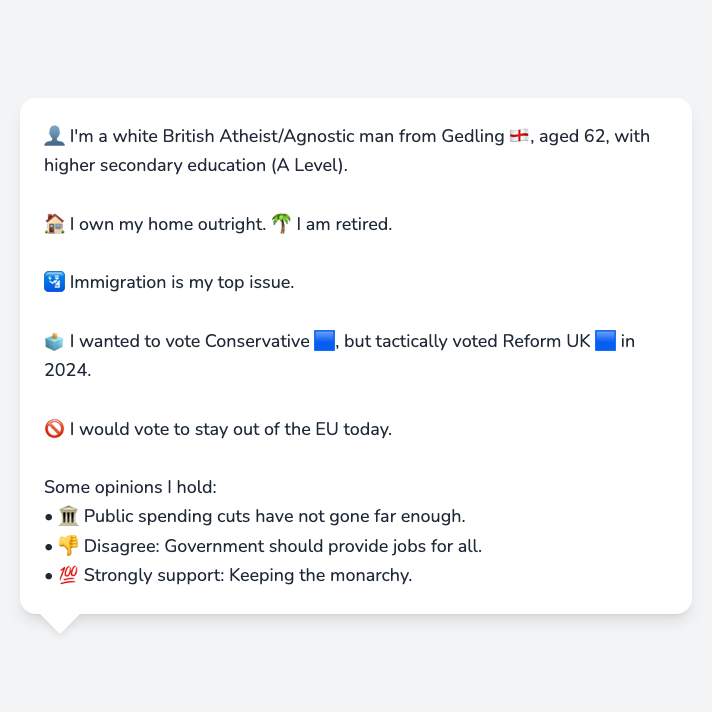 👤 I'm a white British Atheist/Agnostic man from Gedling 🏴󠁧󠁢󠁥󠁮󠁧󠁿, aged 62, with
higher secondary education (A Level).
🏠 I own my home outright. 🌴 I am retired.
🛂 Immigration is my top issue.
🗳️ I wanted to vote Conservative 🟦, but tactically voted Reform UK 🟦 in
2024.
🚫 I would vote to stay out of the EU today.
Some opinions I hold:
• 🏛️ Public spending cuts have not gone far enough.
• 👎 Disagree: Government should provide jobs for all.
• 💯 Strongly support: Keeping the monarchy.